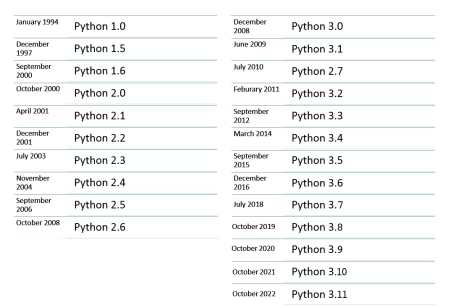 January 1994 Python 1.0
December 1997 Python 1.5
September 2000 Python 1.6
October 2000 Python 2.0
April 2001 Python 2.1
December 2001 Python 2.2
July 2003 Python 2.3
November 2004 Python 2.4
September 2006 Python 2.5
October 2008 Python 2.6
December 2008 Python 3.0
June 2009 Python 3.1
July 2010 Python 2.7
Feburary 2011 Python 3.2
September 2012 Python 3.3
March 2014 Python 3.4
September 2015 Python 3.5
December 2016 Python 3.6
July 2018 Python 3.7
October 2019 Python 3.8
October 2020 Python 3.9
October 2021 Python 3.10
October 2022 Python 3.11